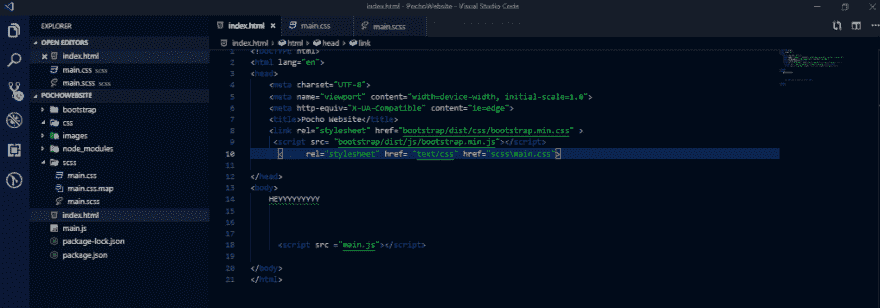 index.html - PochoWebsite - Visual Studio Code
EXPLORER
OPEN EDITORS
index.html
main.css scss
main.scss scss
POCHOWEBSITE
bootstrap
css
images
node_modules
scss
main.css
main.css.map
main.scss
index.html
main.js
package-lock.json
package.json
index.html
main.css
main.scss
index.html › html › head › link
1 <!DOCTYPE html>
2 <html lang="en">
3 <head>
4 <meta charset="UTF-8">
5 <meta name="viewport" content="width=device-width, initial-scale=1.0">
6 <meta http-equiv="X-UA-Compatible" content="ie=edge">
7 <title>Pocho Website</title>
8 <link rel="stylesheet" href="bootstrap/dist/css/bootstrap.min.css" >
9 <script src= "bootstrap/dist/js/bootstrap.min.js"></script>
10 < rel="stylesheet" href= "text/css" href="scss\main.css">
11
12 </head>
13 <body>
14 HEYYYYYYYYY
15
16
17
18 <script src ="main.js"></script>
19
20 </body>
21 </html>